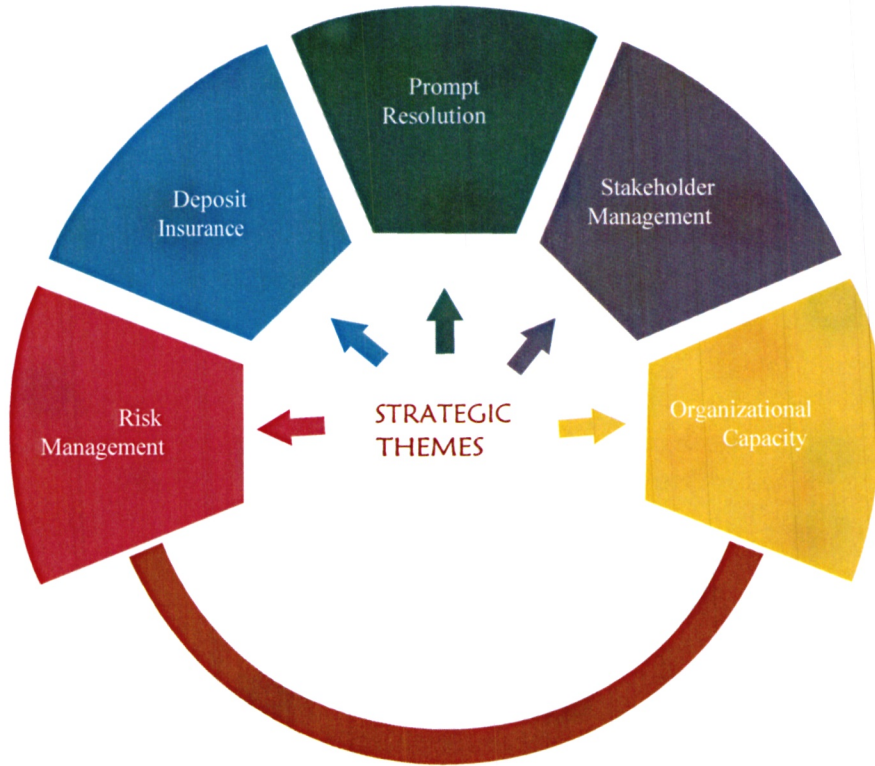 Prompt
Resolution
Deposit
Insurance
Stakeholder
Management
Risk
Management
STRATEGIC
THEMES
Organizational
Capacity